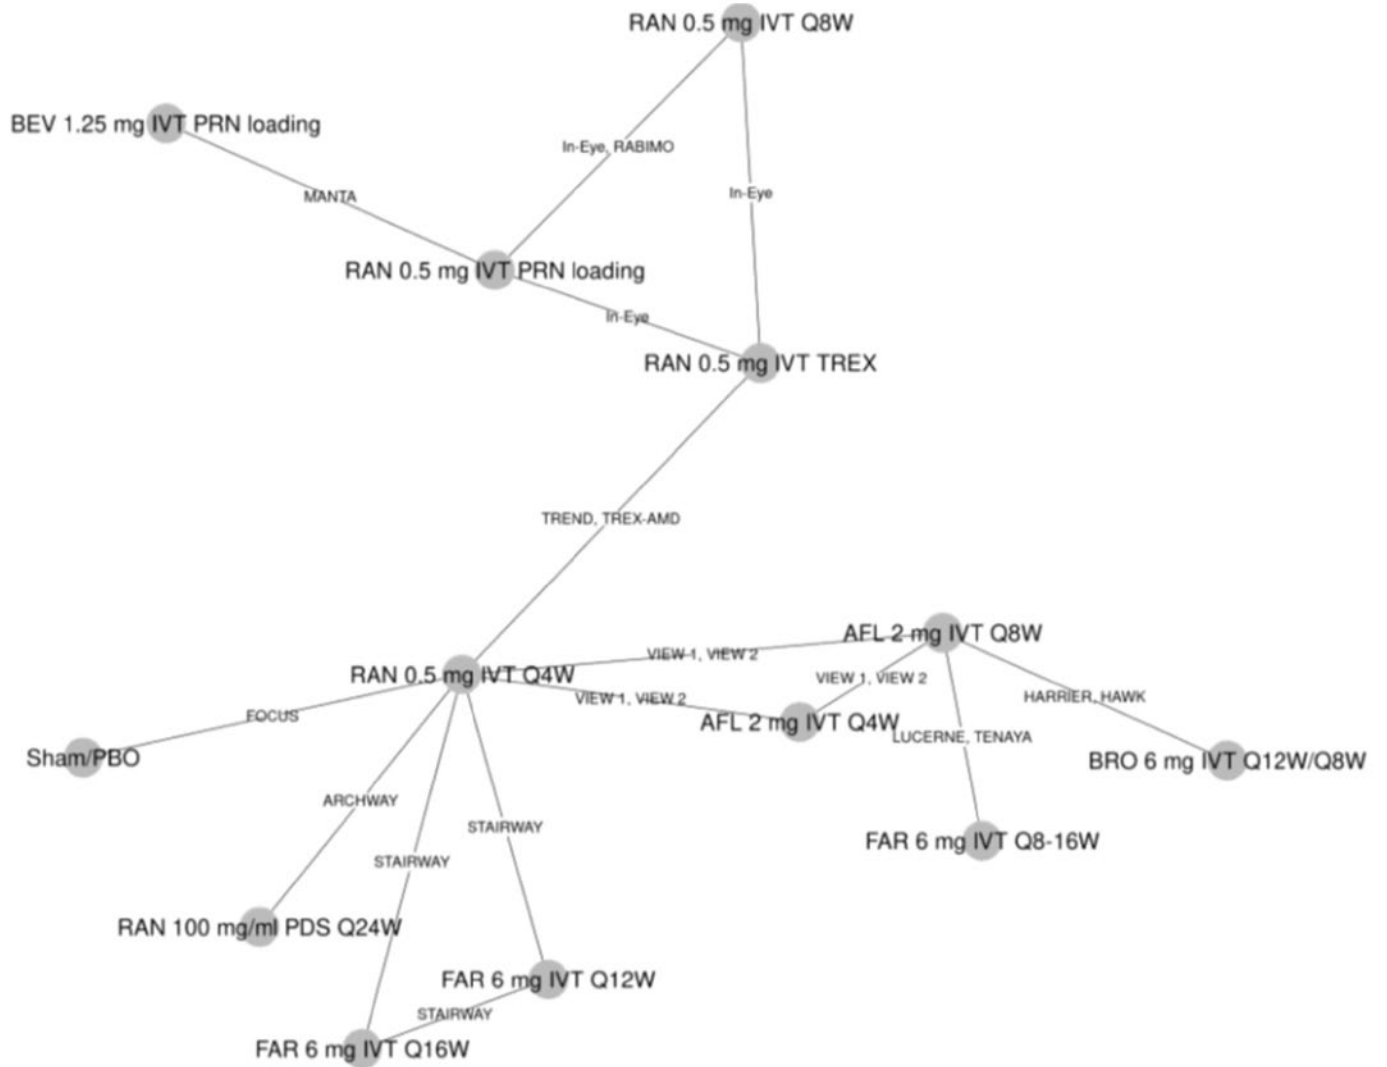 RAN 0.5 mg IVT Q8W
BEV 1.25 mg IVT PRN loading
In-Eye, RABIMO
In-Eye
MANTA
RAN 0.5 mg IVT PRN loading
In-Eye
RAN 0.5 mg IVT TREX
TREND, TREX-AMD
AFL 2 mg IVT Q8W
VIEW 1, VIEW 2
RAN 0.5 mg IVT Q4W
VIEW 1, VIEW 2
VIEW 1, VIEW 2
HARRIER, HAWK
FOCUS
AFL 2 mg IVT Q4W
LUCERNE, TENAYA
Sham/PBO
BRO 6 mg IVT Q12W/Q8W
ARCHWAY
STAIRWAY
FAR 6 mg IVT Q8-16W
STAIRWAY
RAN 100 mg/ml PDS Q24W
FAR 6 mg IVT Q12W
STAIRWAY
FAR 6 mg IVT Q16W